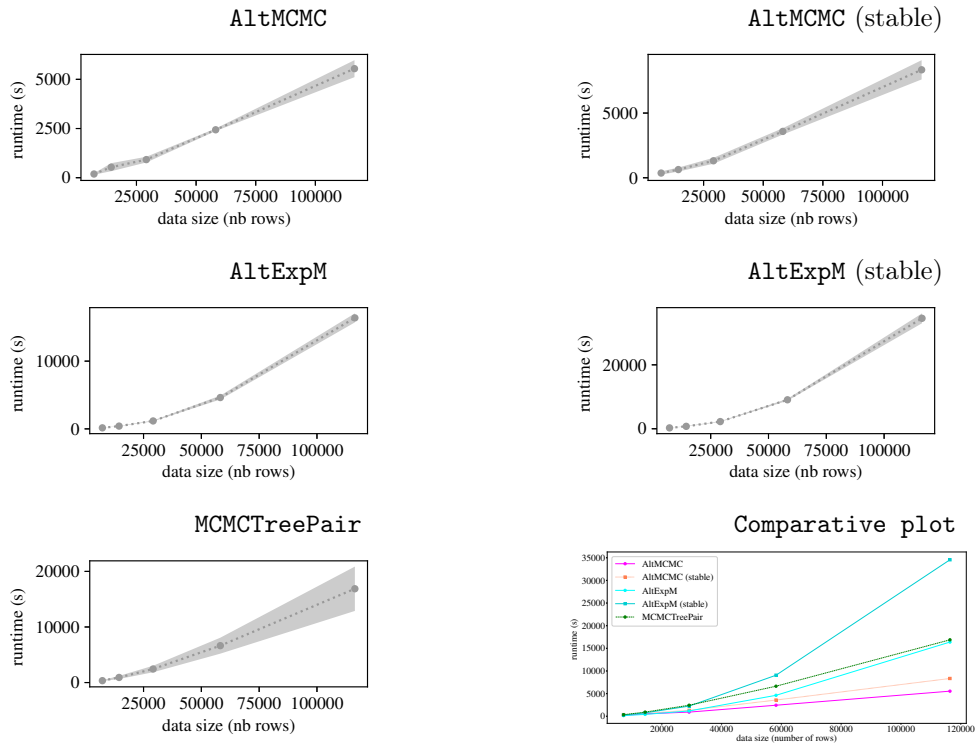 AltMCMC
5000
2500
0
runtime (s)
25000 50000 75000 100000
data size (nb rows)
AltMCMC (stable)
5000
0
runtime (s)
25000 50000 75000 100000
data size (nb rows)
AltExpM
10000
0
runtime (s)
25000 50000 75000 100000
data size (nb rows)
AltExpM (stable)
20000
0
runtime (s)
25000 50000 75000 100000
data size (nb rows)
MCMCTreePair
20000
10000
0
runtime (s)
25000 50000 75000 100000
data size (nb rows)
Comparative plot
35000
30000
25000
20000
15000
10000
5000
0
runtime (s)
AltMCMC
AltMCMC (stable)
AltExpM
AltExpM (stable)
MCMCTreePair
20000 40000 60000 80000 100000 120000
data size (number of rows)